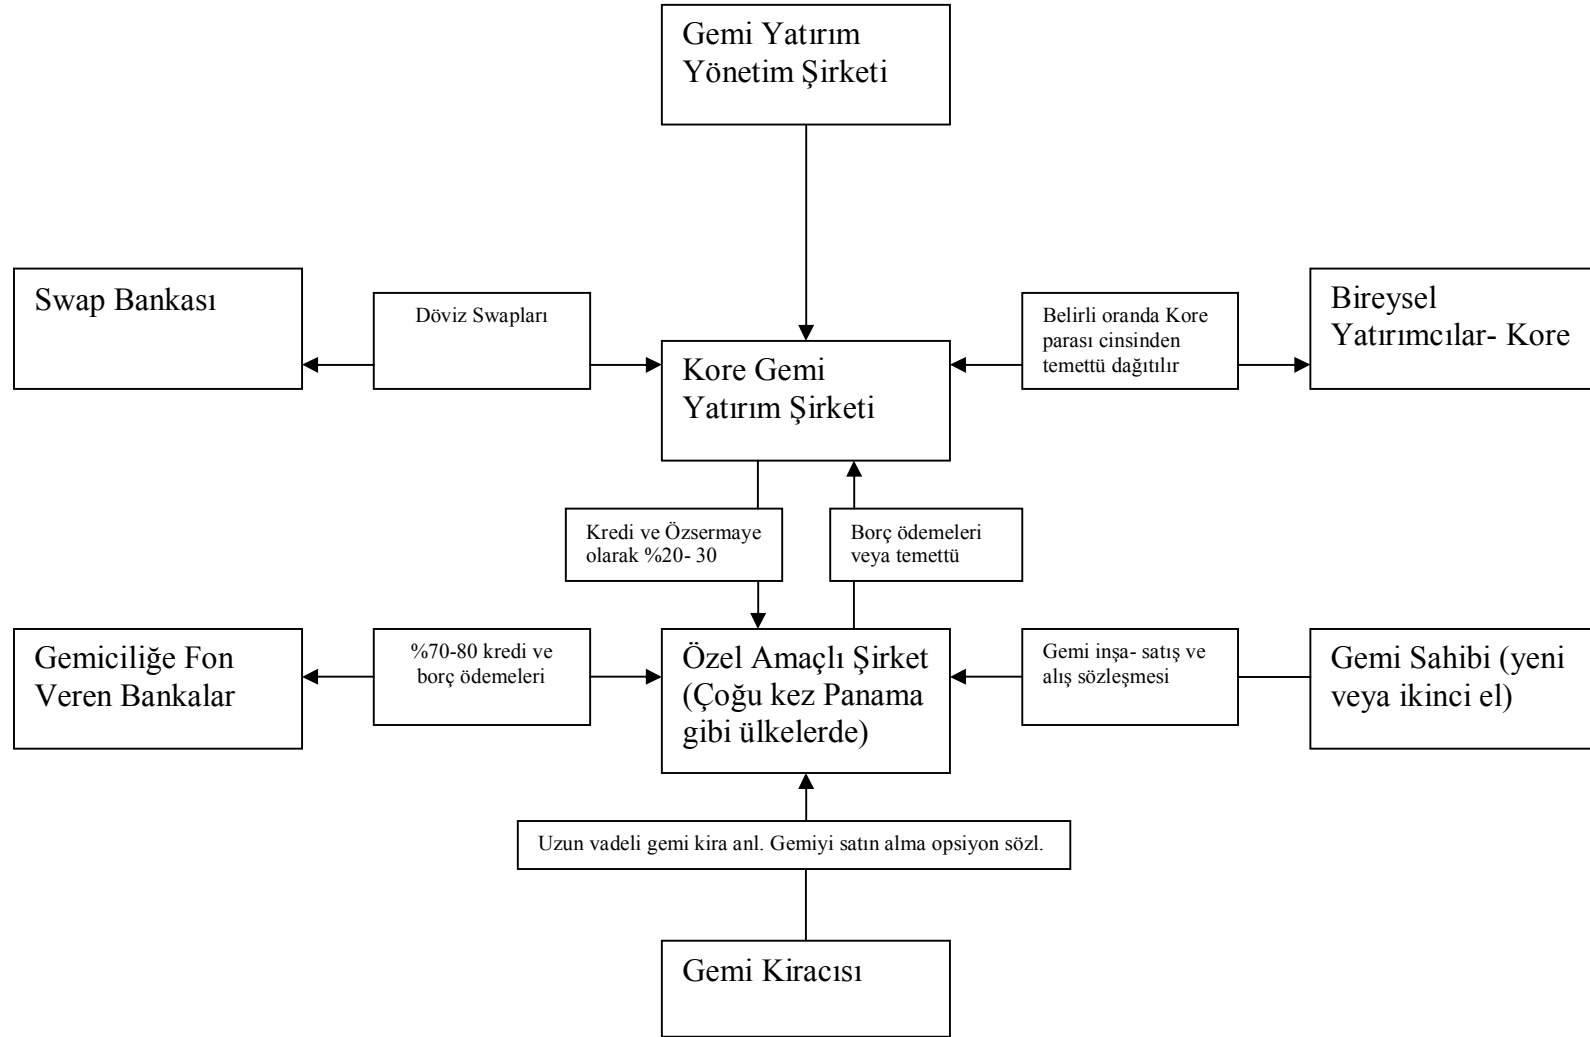 Gemi Yatırım
Yönetim Şirketi
Swap Bankası
Döviz Swapları
Kore Gemi
Yatırım Şirketi
Belirli oranda Kore
parası cinsinden
temettü dağıtılır
Bireysel
Yatırımcılar- Kore
Kredi ve Özsermaye
olarak %20- 30
Borç ödemeleri
veya temettü
Gemiciliğe Fon
Veren Bankalar
%70-80 kredi ve
borç ödemeleri
Özel Amaçlı Şirket
(Çoğu kez Panama
gibi ülkelerde)
Gemi inşa- satış ve
alış sözleşmesi
Gemi Sahibi (yeni
veya ikinci el)
Uzun vadeli gemi kira anl. Gemiyi satın alma opsiyon sözl.
Gemi Kiracısı